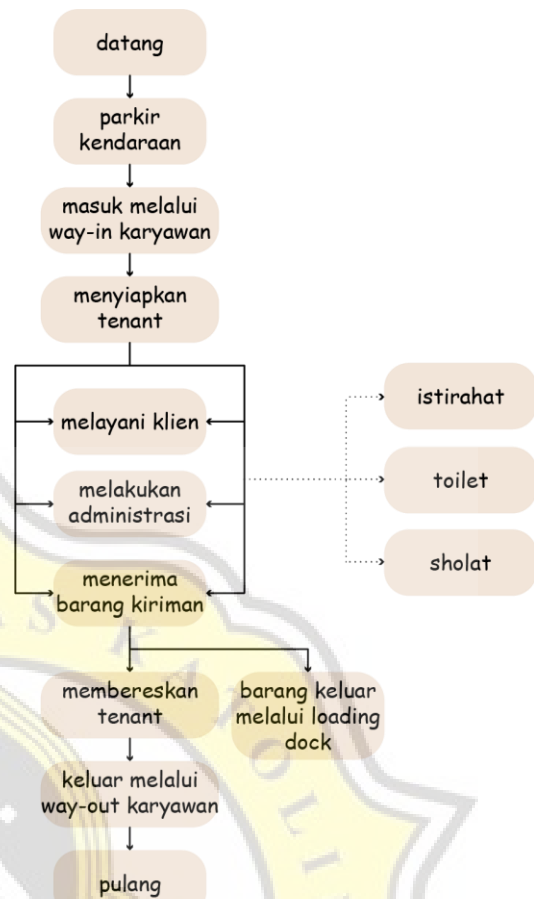 datang
parkir
kendaraan
masuk melalui
way-in karyawan
menyiapkan
tenant
melayani klien
melakukan
administrasi
menerima
barang kiriman
istirahat
toilet
sholat
membereskan
tenant
barang keluar
melalui loading
dock
keluar melalui
way-out karyawan
pulang